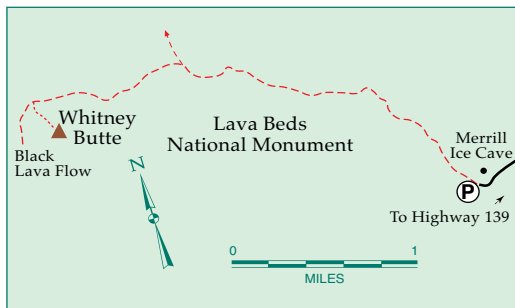 Whitney
Butte
Black
Lava Flow
Lava Beds
National Monument
Merrill
Ice Cave
P
To Highway 139
N
0 1
MILES